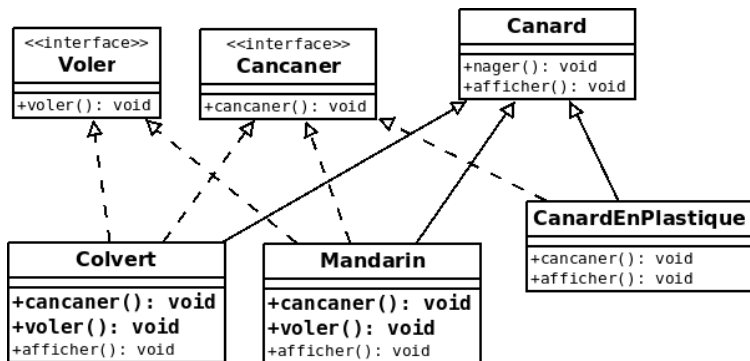 <<interface>>
Voler
+voler(): void
<<interface>>
Cancaner
+cancaner(): void
Canard
+nager(): void
+afficher(): void
Colvert
+cancaner(): void
+voler(): void
+afficher(): void
Mandarin
+cancaner(): void
+voler(): void
+afficher(): void
CanardEnPlastique
+cancaner(): void
+afficher(): void